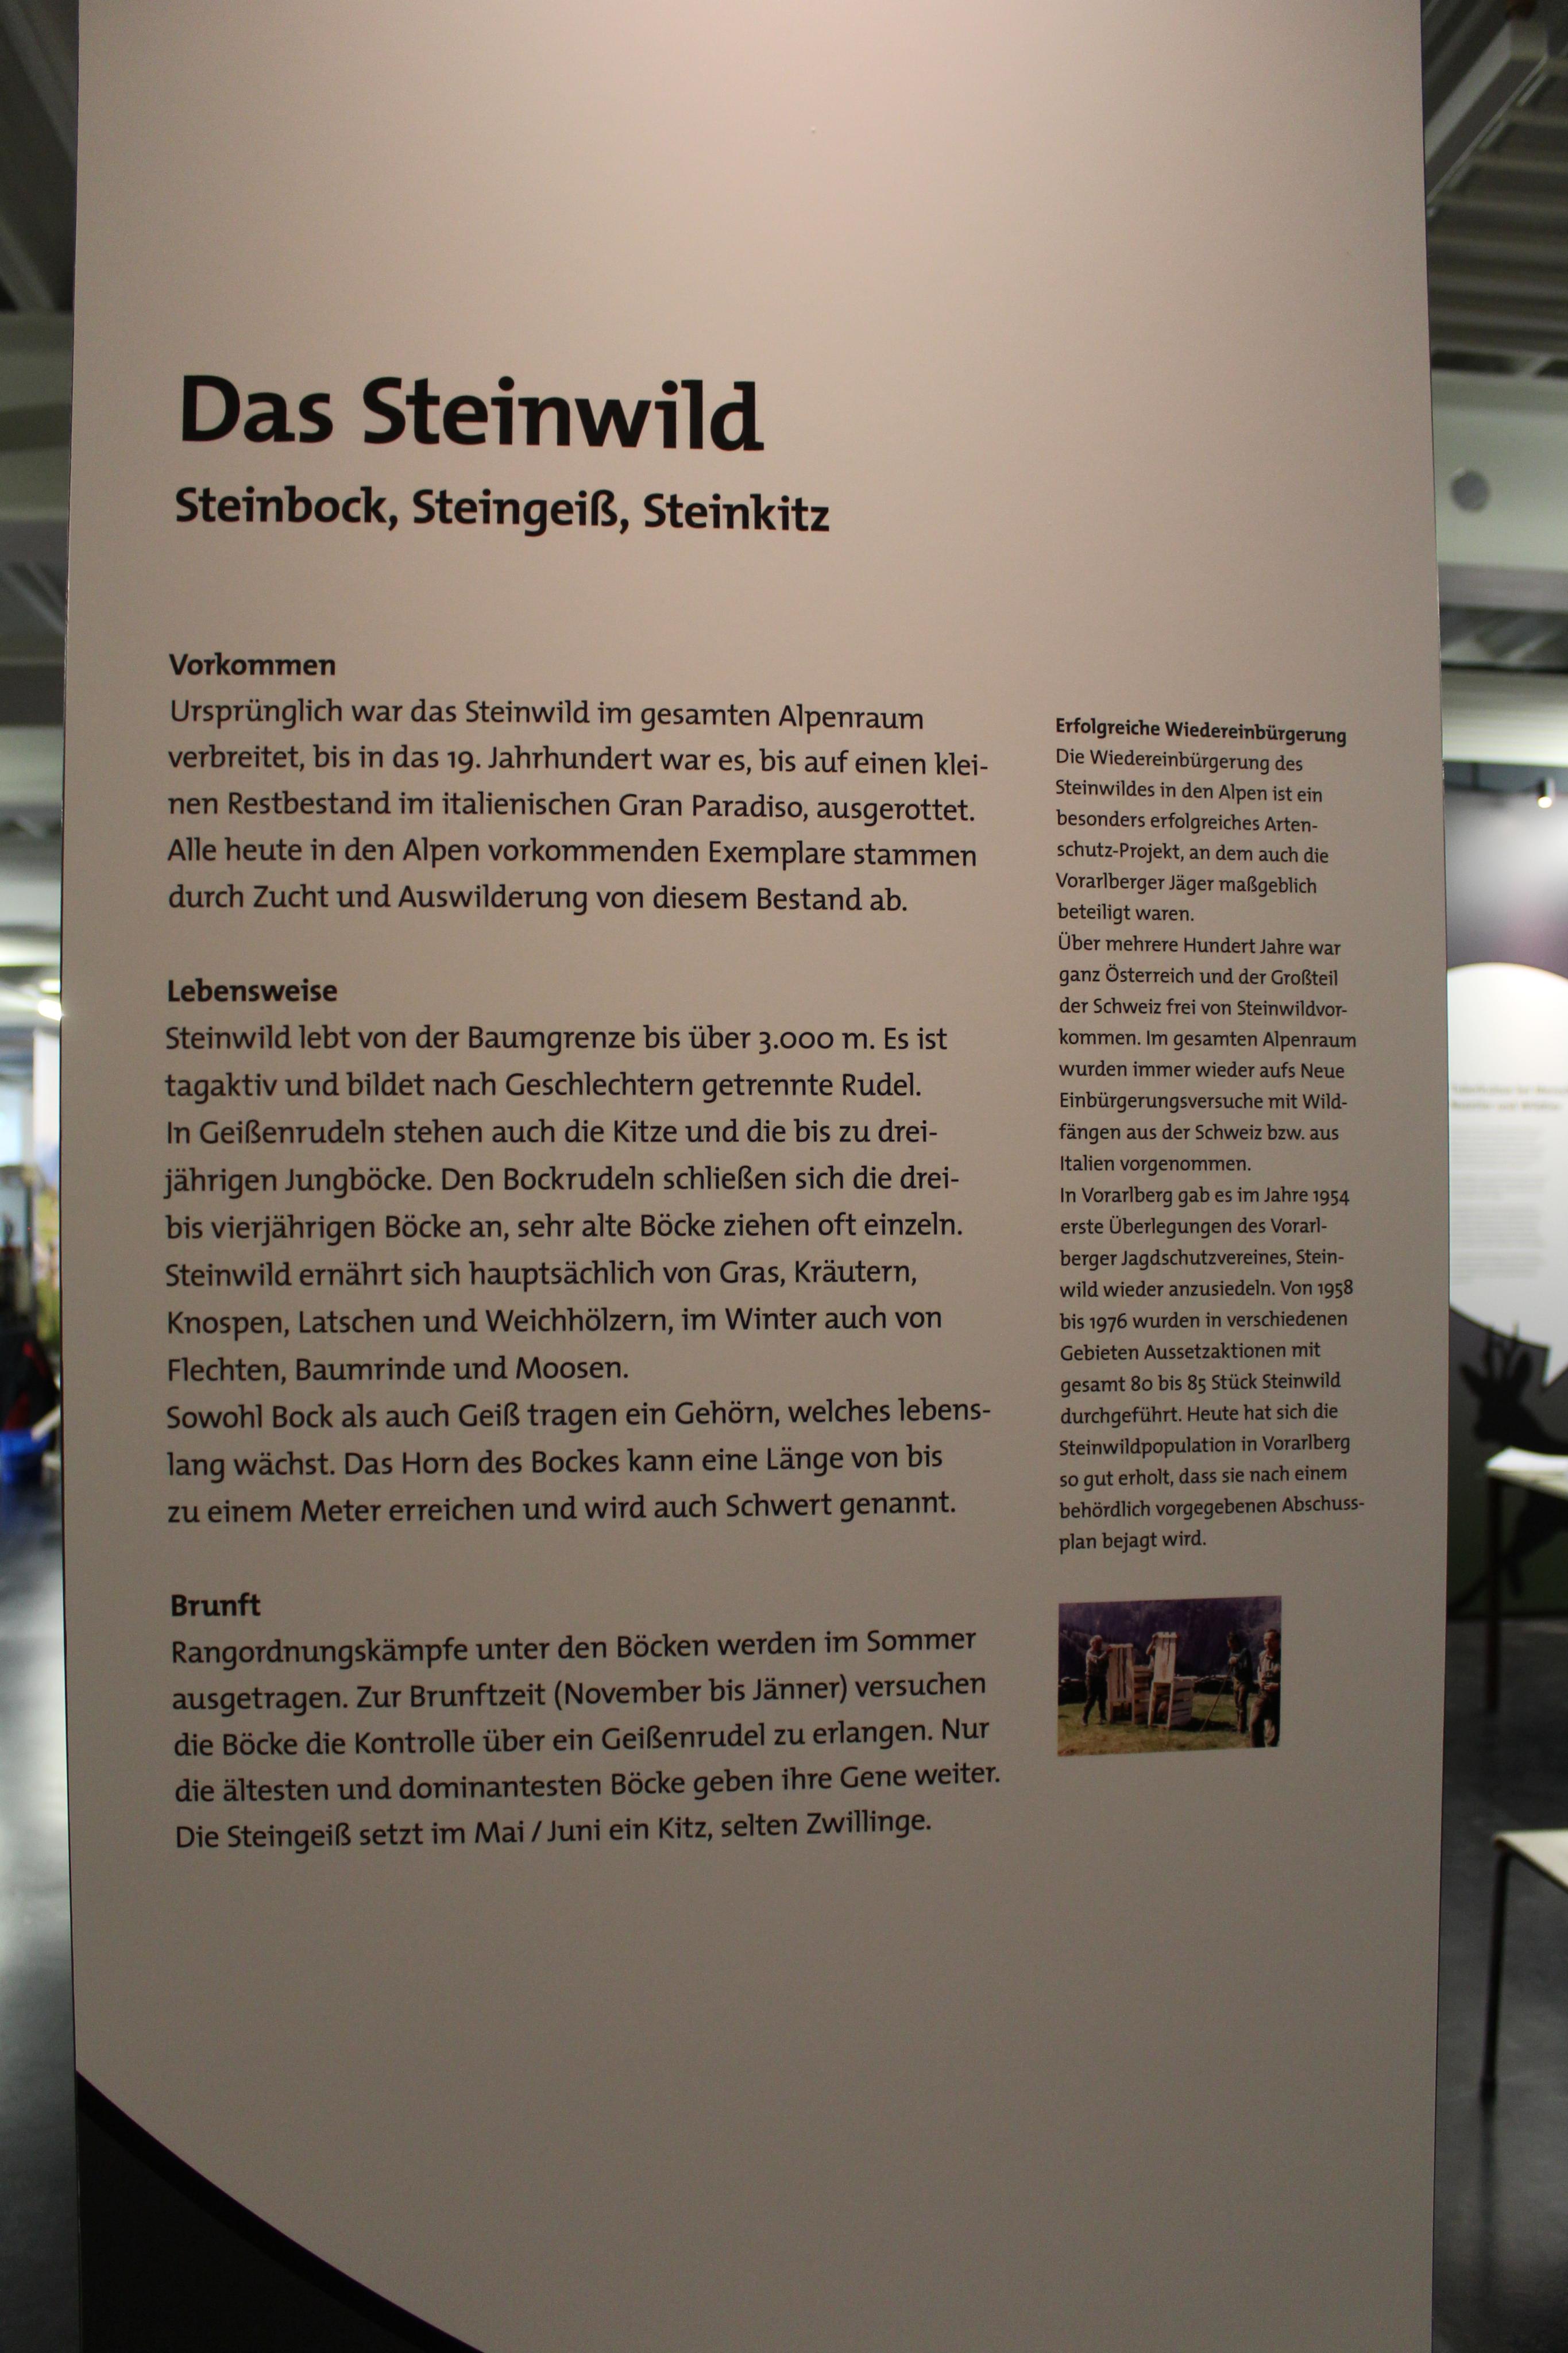 Das Steinwild
Steinbock, Steingeiß, Steinkitz
Vorkommen
Ursprünglich war das Steinwild im gesamten Alpenraum
verbreitet, bis in das 19. Jahrhundert war es, bis auf einen klei-
nen Restbestand im italienischen Gran Paradiso, ausgerottet.
Alle heute in den Alpen vorkommenden Exemplare stammen
durch Zucht und Auswilderung von diesem Bestand ab.
Lebensweise
Steinwild lebt von der Baumgrenze bis über 3.000 m. Es ist
tagaktiv und bildet nach Geschlechtern getrennte Rudel.
In Geißenrudeln stehen auch die Kitze und die bis zu drei-
jährigen Jungböcke. Den Bockrudeln schließen sich die drei-
bis vierjährigen Böcke an, sehr alte Böcke ziehen oft einzeln.
Steinwild ernährt sich hauptsächlich von Gras, Kräutern,
Knospen, Latschen und Weichhölzern, im Winter auch von
Flechten, Baumrinde und Moosen.
Sowohl Bock als auch Geiß tragen ein Gehörn, welches lebens-
lang wächst. Das Horn des Bockes kann eine Länge von bis
zu einem Meter erreichen und wird auch Schwert genannt.
Brunft
Rangordnungskämpfe unter den Böcken werden im Sommer
ausgetragen. Zur Brunftzeit (November bis Jänner) versuchen
die Böcke die Kontrolle über ein Geißenrudel zu erlangen. Nur
die ältesten und dominantesten Böcke geben ihre Gene weiter.
Die Steingeiß setzt im Mai / Juni ein Kitz, selten Zwillinge.
Erfolgreiche Wiedereinbürgerung
Die Wiedereinbürgerung des
Steinwildes in den Alpen ist ein
besonders erfolgreiches Arten-
schutz-Projekt, an dem auch die
Vorarlberger Jäger maßgeblich
beteiligt waren.
Über mehrere Hundert Jahre war
ganz Österreich und der Großteil
der Schweiz frei von Steinwildvor-
kommen. Im gesamten Alpenraum
wurden immer wieder aufs Neue
Einbürgerungsversuche mit Wild-
fängen aus der Schweiz bzw. aus
Italien vorgenommen.
In Vorarlberg gab es im Jahre 1954
erste Überlegungen des Vorarl-
berger Jagdschutzvereines, Stein-
wild wieder anzusiedeln. Von 1958
bis 1976 wurden in verschiedenen
Gebieten Aussetzaktionen mit
gesamt 80 bis 85 Stück Steinwild
durchgeführt. Heute hat sich die
Steinwildpopulation in Vorarlberg
so gut erholt, dass sie nach einem
behördlich vorgegebenen Abschuss-
plan bejagt wird.